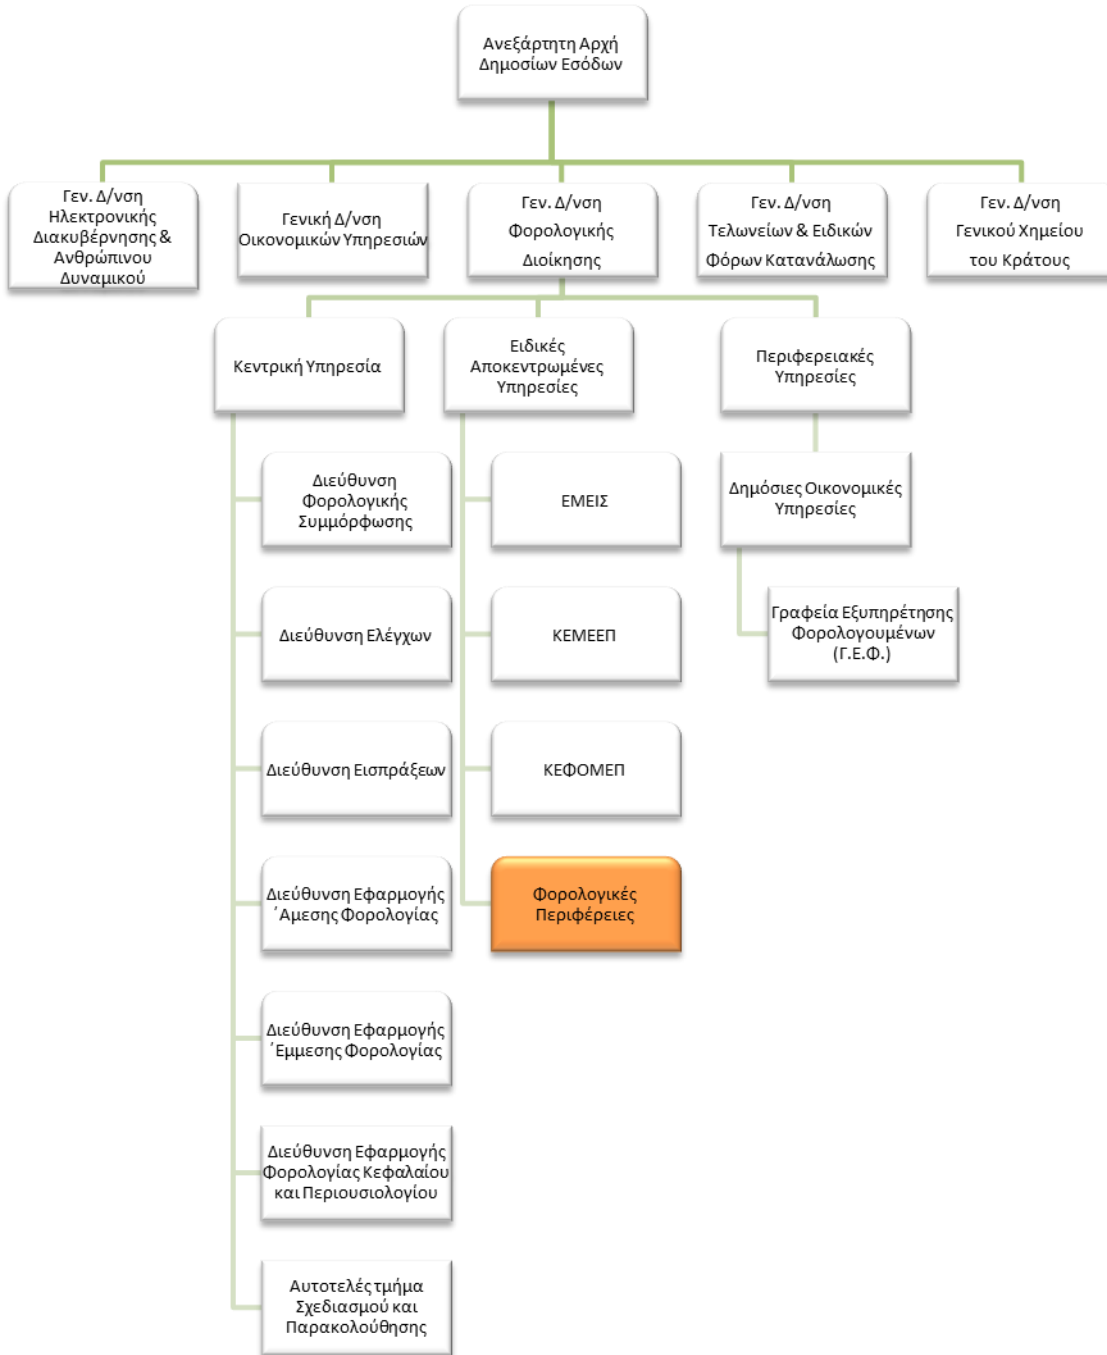 Ανεξάρτητη Αρχή
Δημοσίων Εσόδων
Γεν. Δ/νση
Ηλεκτρονικής
Διακυβέρνησης &
Ανθρώπινου
Δυναμικού
Γενική Δ/νση
Οικονομικών Υπηρεσιών
Γεν. Δ/νση
Φορολογικής
Διοίκησης
Γεν. Δ/νση
Τελωνείων & Ειδικών
Φόρων Κατανάλωσης
Γεν. Δ/νση
Γενικού Χημείου
του Κράτους
Κεντρική Υπηρεσία
Ειδικές
Αποκεντρωμένες
Υπηρεσίες
Περιφερειακές
Υπηρεσίες
Διεύθυνση
Φορολογικής
Συμμόρφωσης
Διεύθυνση Ελέγχων
Διεύθυνση Εισπράξεων
Διεύθυνση Εφαρμογής
΄Αμεσης Φορολογίας
Διεύθυνση Εφαρμογής
΄Εμμεσης Φορολογίας
Διεύθυνση Εφαρμογής
Φορολογίας Κεφαλαίου
και Περιουσιολογίου
Αυτοτελές τμήμα
Σχεδιασμού και
Παρακολούθησης
ΕΜΕΙΣ
ΚΕΜΕΕΠ
ΚΕΦΟΜΕΠ
Φορολογικές
Περιφέρειες
Δημόσιες Οικονομικές
Υπηρεσίες
Γραφεία Εξυπηρέτησης
Φορολογουμένων
(Γ.Ε.Φ.)